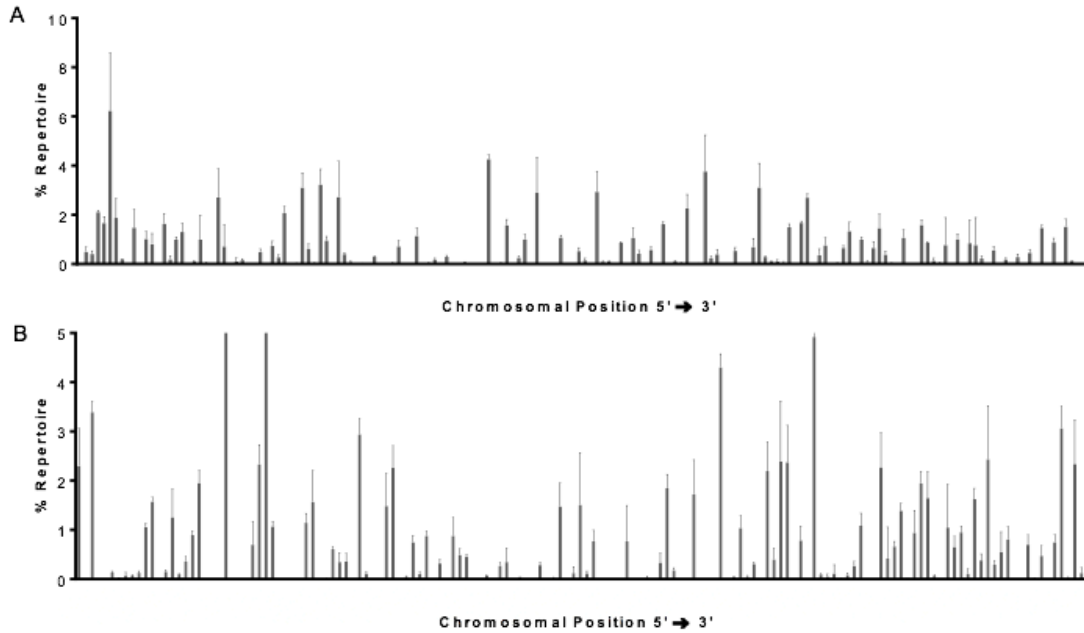 A
10
8
6
4
2
0
% Repertoire
Chromosomal Position 5' ➔ 3'
B
5
4
3
2
1
0
% Repertoire
Chromosomal Position 5' ➔ 3'